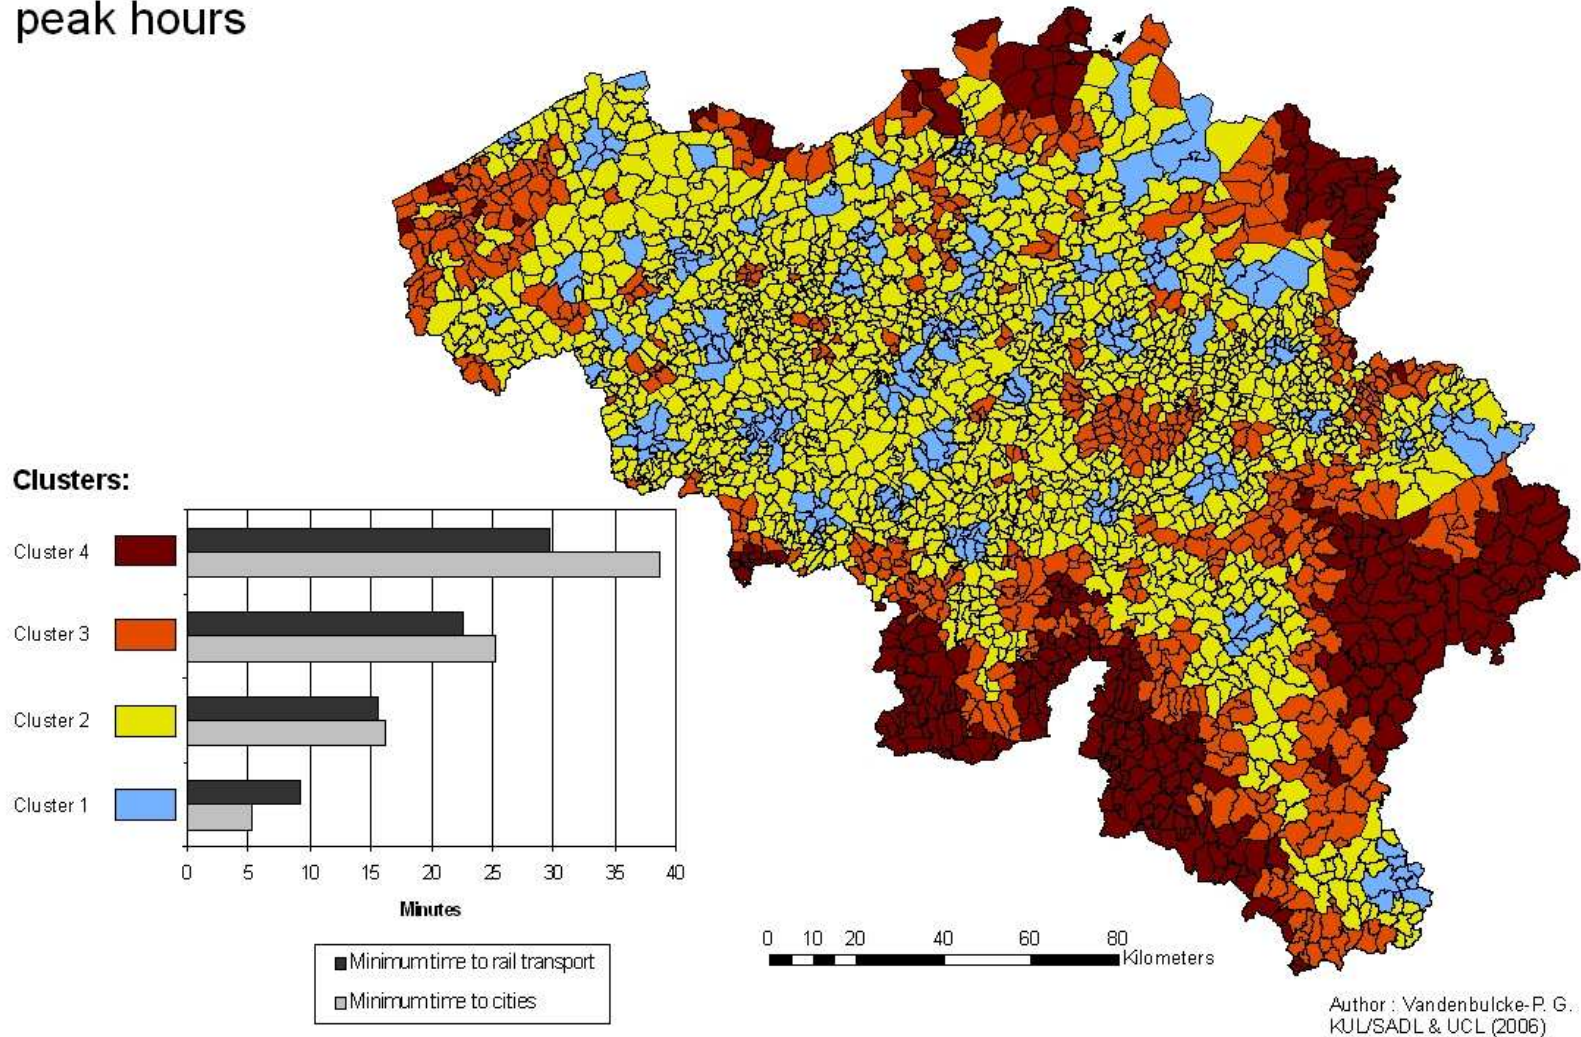 peak hours
Clusters:
Cluster 4
Cluster 3
Cluster 2
Cluster 1
0 5 10 15 20 25 30 35 40
Minutes
Minimum time to rail transport
Minimum time to cities
0 10 20 40 60 80
Kilometers
Author : Vandenbulcke-P. G.
KUL/SADL & UCL (2006)